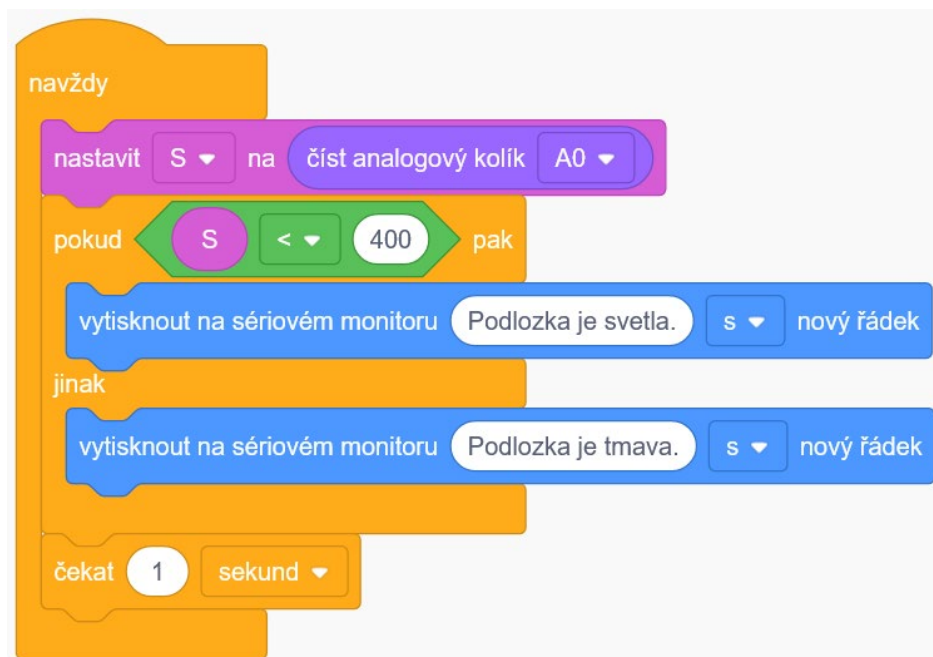 navždy
nastavit S na číst analogový kolík A0
pokud S < 400 pak
vytisknout na sériovém monitoru Podlozka je svetla. s nový řádek
jinak
vytisknout na sériovém monitoru Podlozka je tmava. s nový řádek
čekat 1 sekund